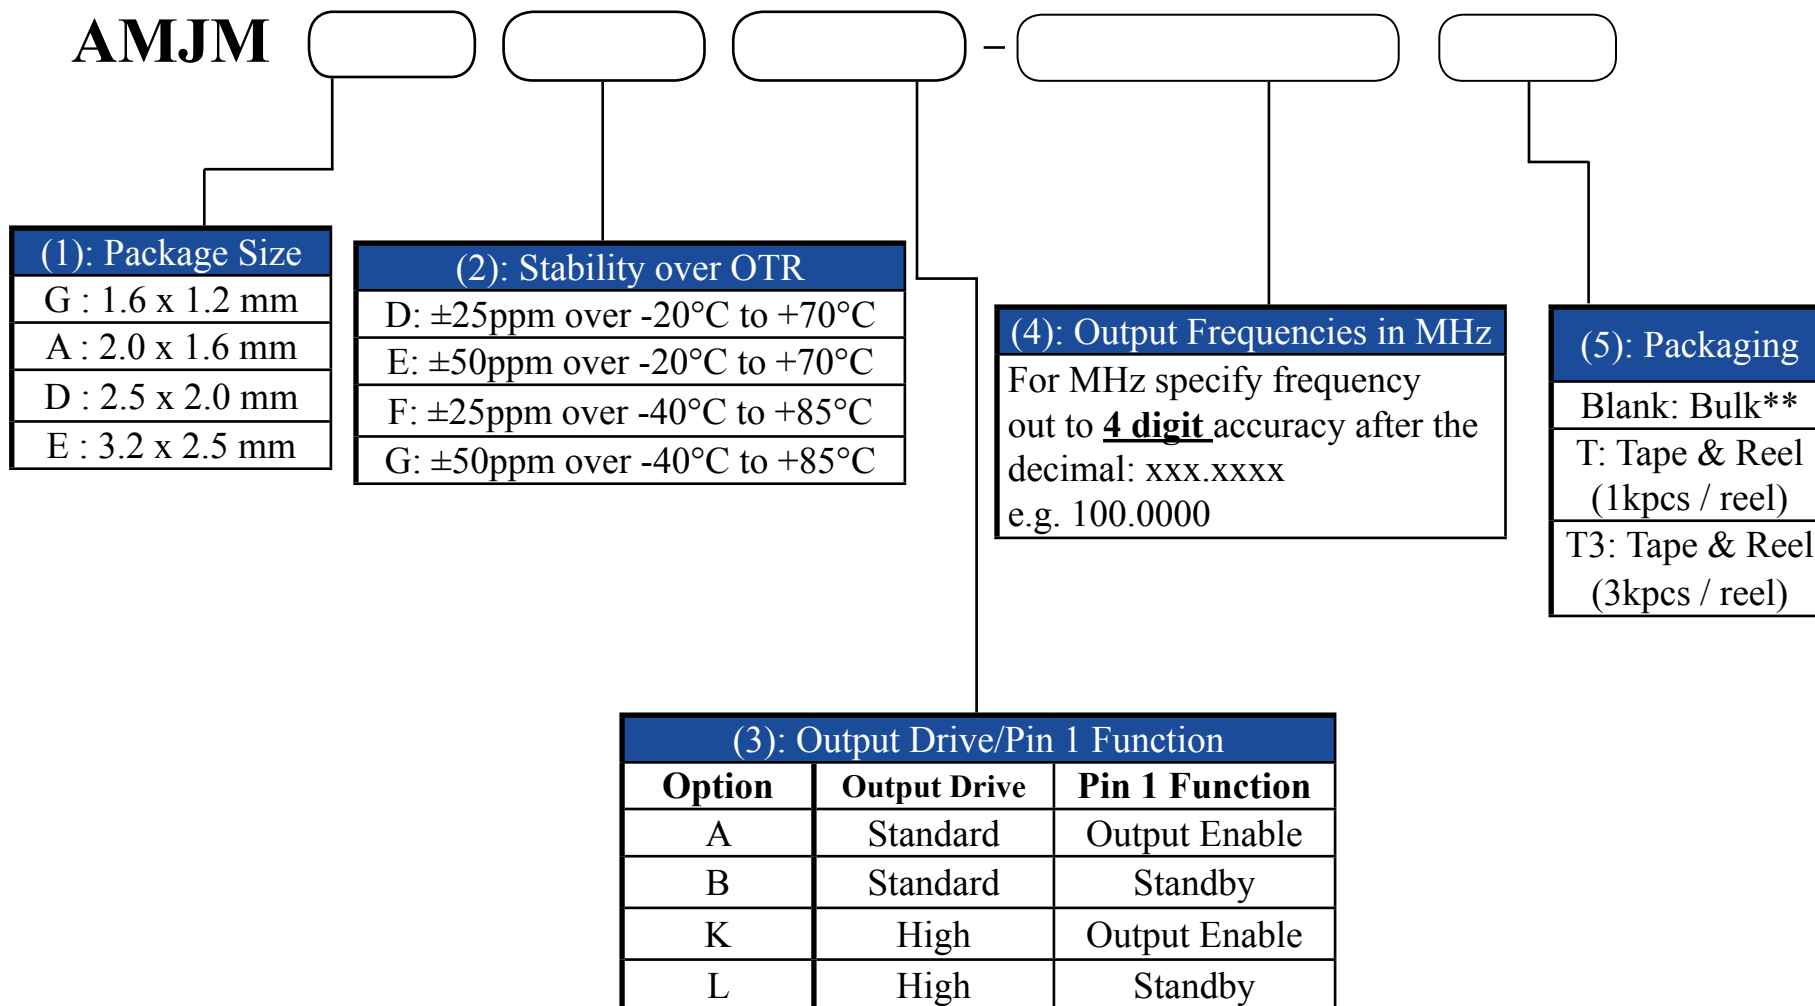 AMJM –
(1): Package Size
G : 1.6 x 1.2 mm
A : 2.0 x 1.6 mm
D : 2.5 x 2.0 mm
E : 3.2 x 2.5 mm
(2): Stability over OTR
D: ±25ppm over -20°C to +70°C
E: ±50ppm over -20°C to +70°C
F: ±25ppm over -40°C to +85°C
G: ±50ppm over -40°C to +85°C
(4): Output Frequencies in MHz
For MHz specify frequency
out to 4 digit accuracy after the
decimal: xxx.xxxx
e.g. 100.0000
(5): Packaging
Blank: Bulk**
T: Tape & Reel
(1kpcs / reel)
T3: Tape & Reel
(3kpcs / reel)
(3): Output Drive/Pin 1 Function
Option Output Drive Pin 1 Function
A Standard Output Enable
B Standard Standby
K High Output Enable
L High Standby